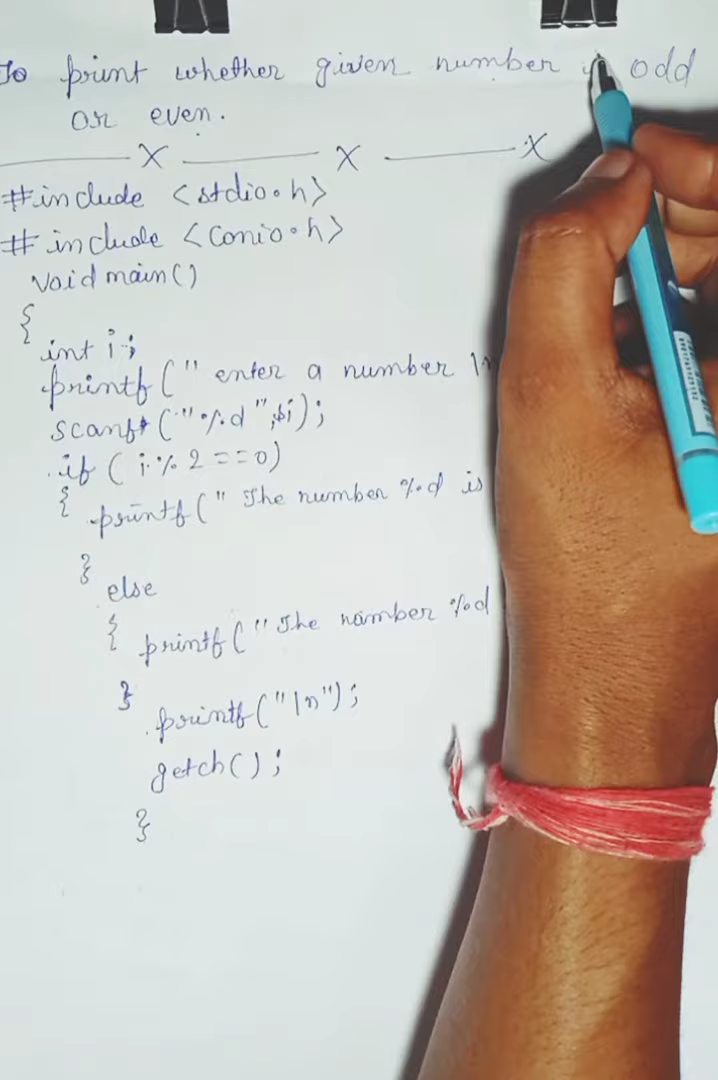 To print whether given number is odd
or even.
X X X
#include <stdio.h>
# include <conio.h>
void main()
{
int i;
printf (" enter a number \n
scanf ("%d",&i);
if ( i % 2 ==0)
{ printf (" The number %d is
}
else
{ printf ("The number %d
}
printf ("\n");
getch();
}